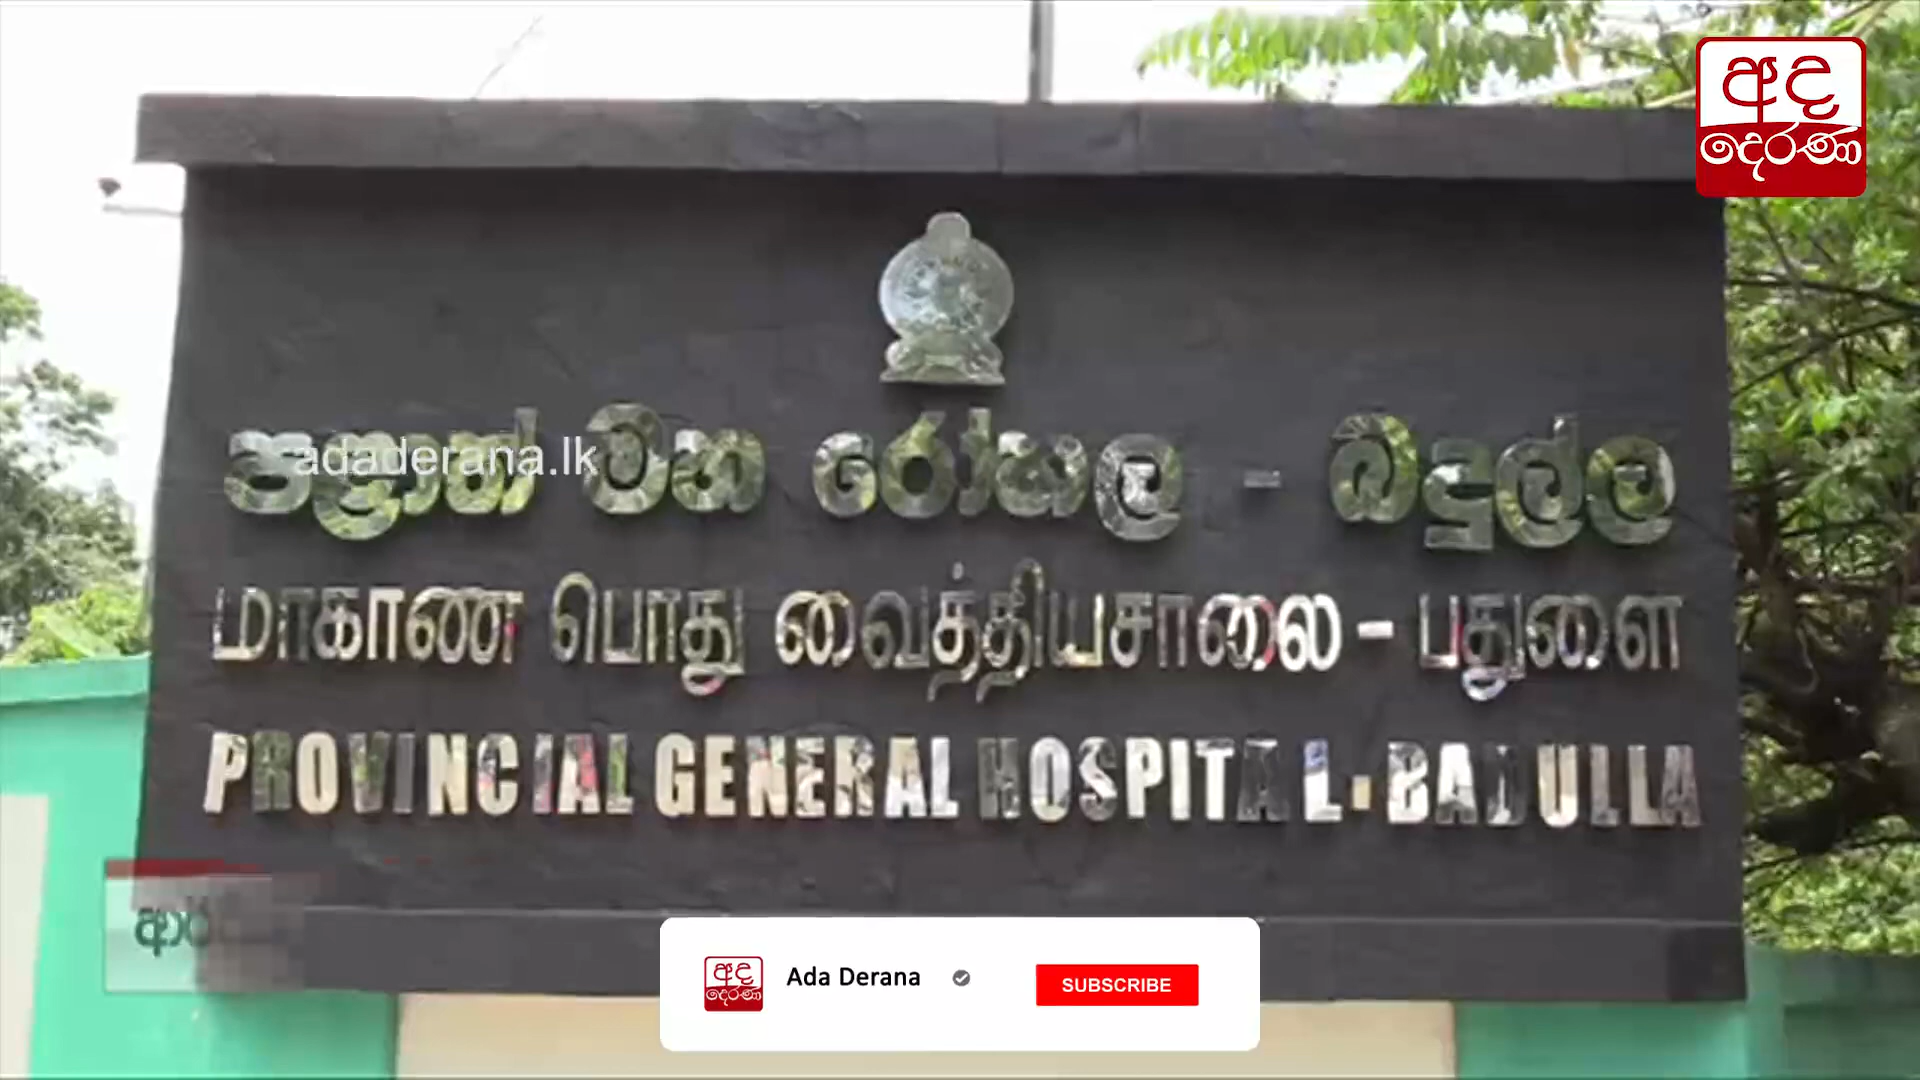 අද
දෙරණ
පළාත් මහ රෝහල - බදුල්ල
adaderana.lk
மாகாண பொது வைத்தியசாலை - பதுளை
PROVINCIAL GENERAL HOSPITAL - BADULLA
අද
දෙරණ
Ada Derana
SUBSCRIBE